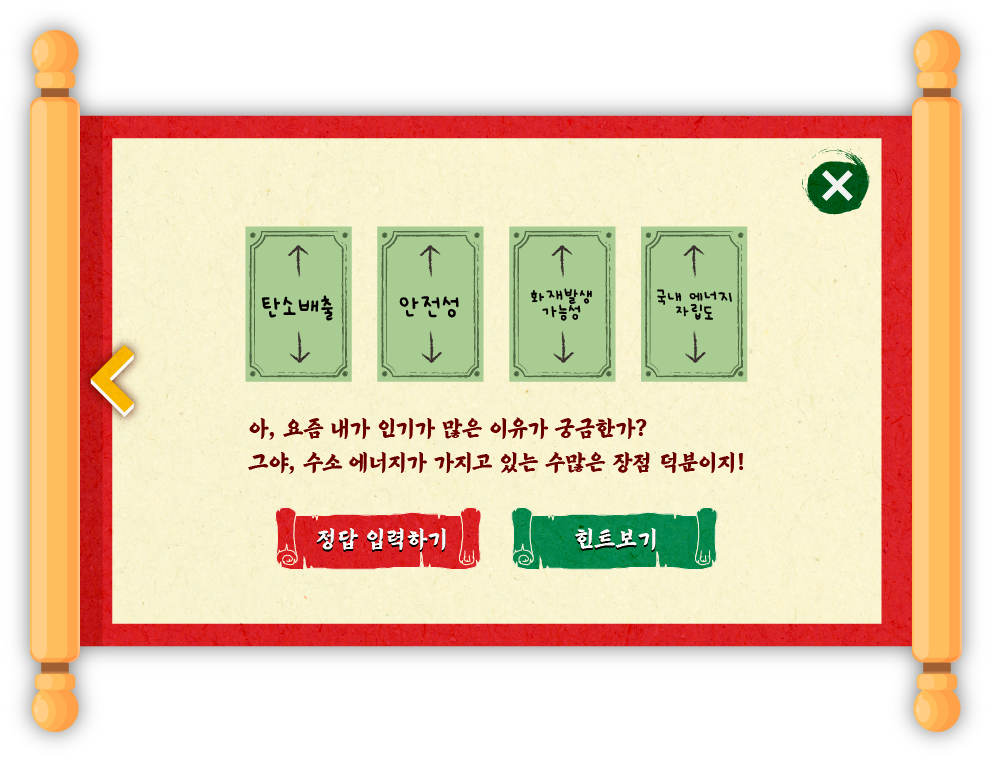 탄소배출
안전성
화재발생
가능성
국내 에너지
자립도
아, 요즘 내가 인기가 많은 이유가 궁금한가?
그야, 수소 에너지가 가지고 있는 수많은 장점 덕분이지!
정답 입력하기
힌트보기